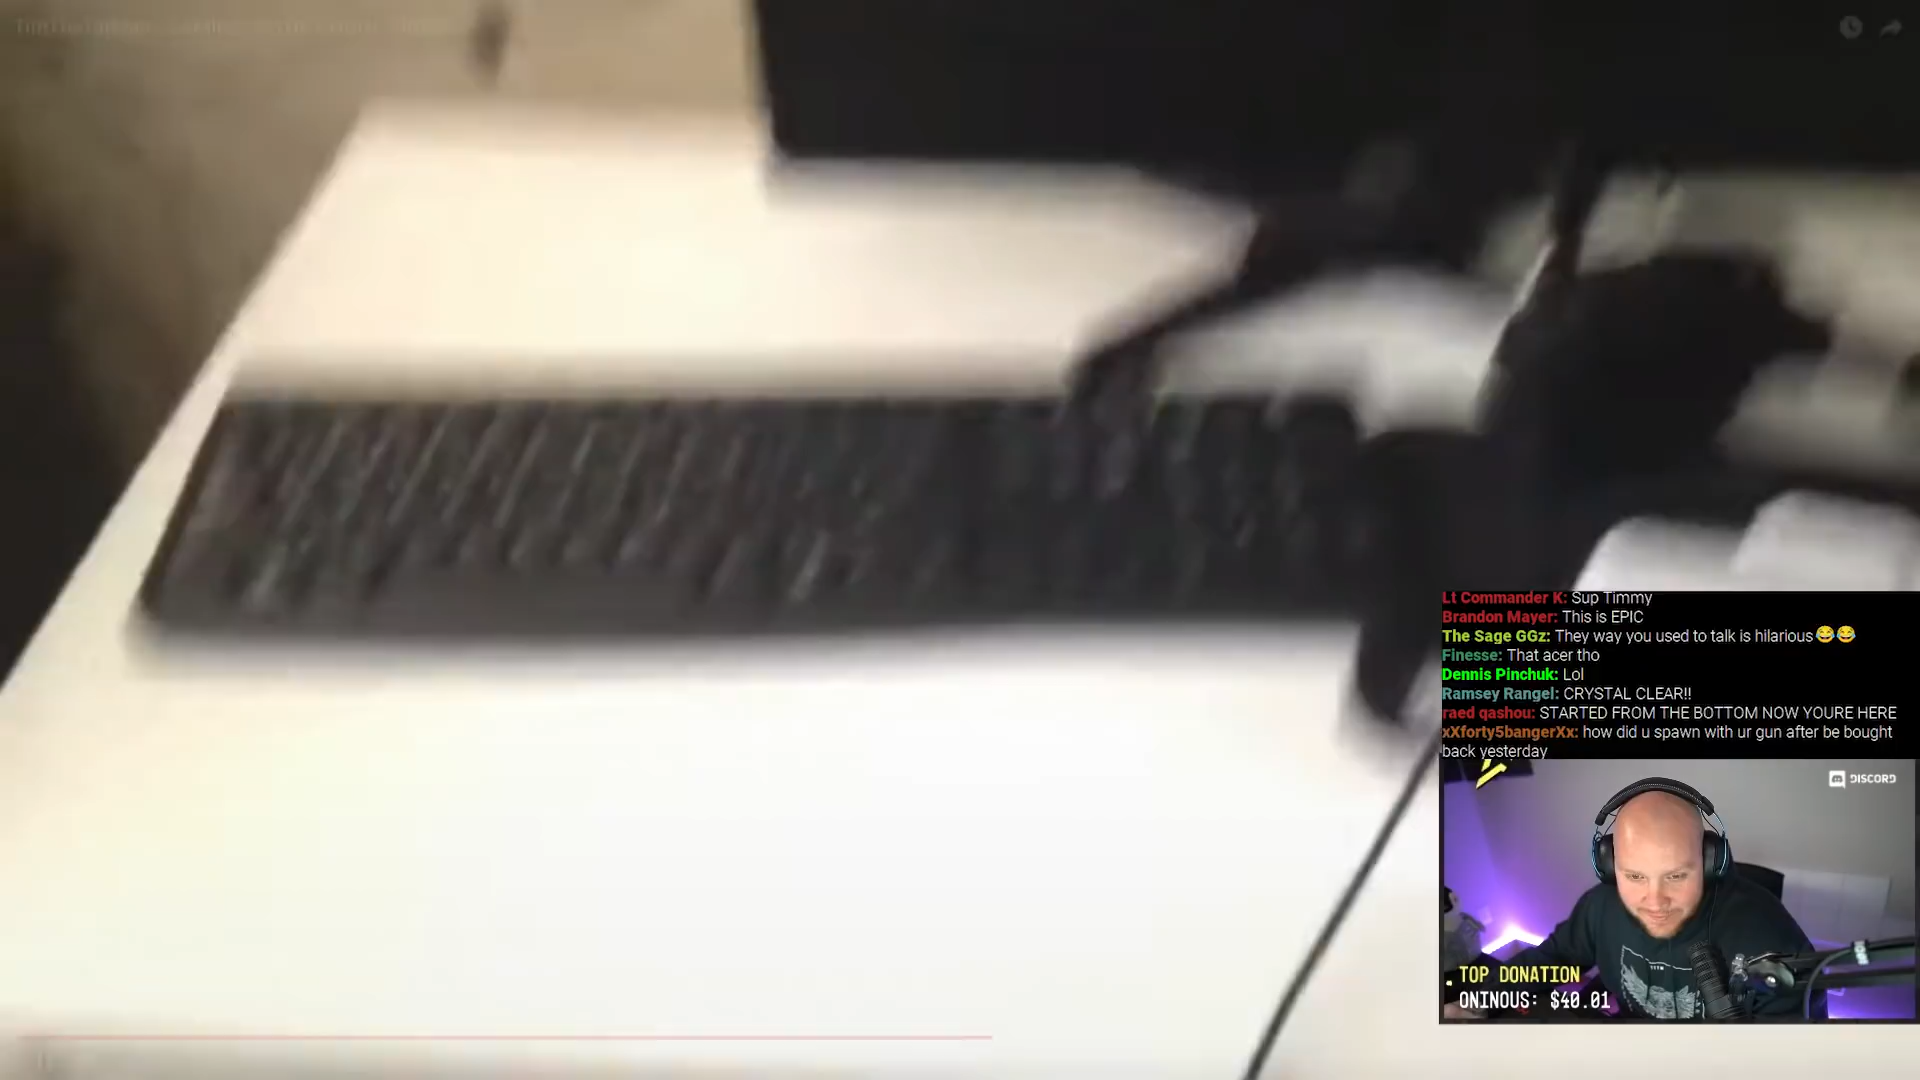 Lt Commander K: Sup Timmy
Brandon Mayer: This is EPIC
The Sage GGz: They way you used to talk is hilarious😂😂
Finesse: That acer tho
Dennis Pinchuk: Lol
Ramsey Rangel: CRYSTAL CLEAR!!
raed qashou: STARTED FROM THE BOTTOM NOW YOURE HERE
xXforty5bangerXx: how did u spawn with ur gun after be bought
back yesterday
DISCORD
TOP DONATION
ONINOUS: $40.01